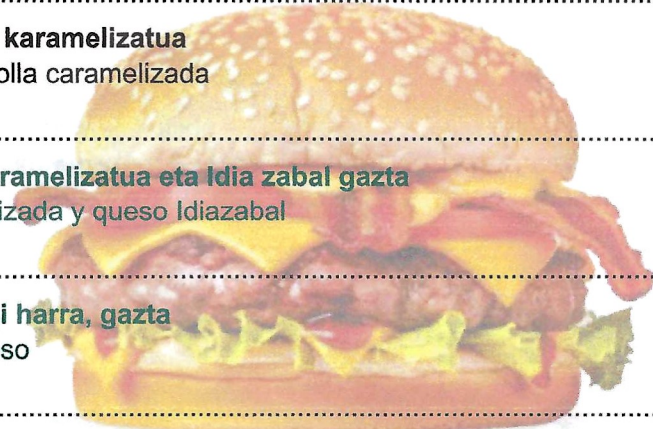 karamelizatua
olla caramelizada
ramelizatua eta Idia zabal gazta
izada y queso Idiazabal
i harra, gazta
so